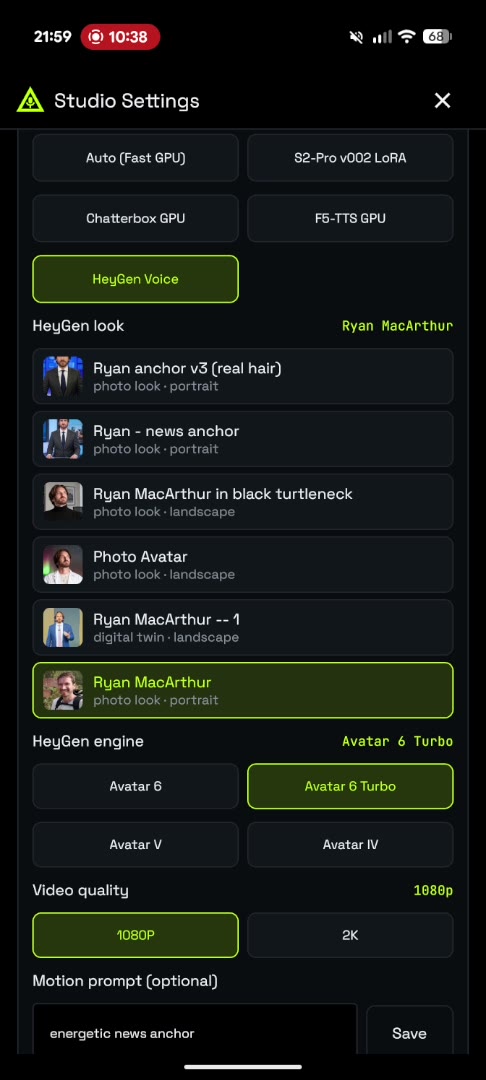 21:59
10:38
68
Studio Settings
Auto (Fast GPU)
S2-Pro v002 LoRA
Chatterbox GPU
F5-TTS GPU
HeyGen Voice
HeyGen look
Ryan MacArthur
Ryan anchor v3 (real hair)
photo look · portrait
Ryan - news anchor
photo look · portrait
Ryan MacArthur in black turtleneck
photo look · landscape
Photo Avatar
photo look · landscape
Ryan MacArthur -- 1
digital twin · landscape
Ryan MacArthur
photo look · portrait
HeyGen engine
Avatar 6 Turbo
Avatar 6
Avatar 6 Turbo
Avatar V
Avatar IV
Video quality
1080p
1080P
2K
Motion prompt (optional)
energetic news anchor
Save